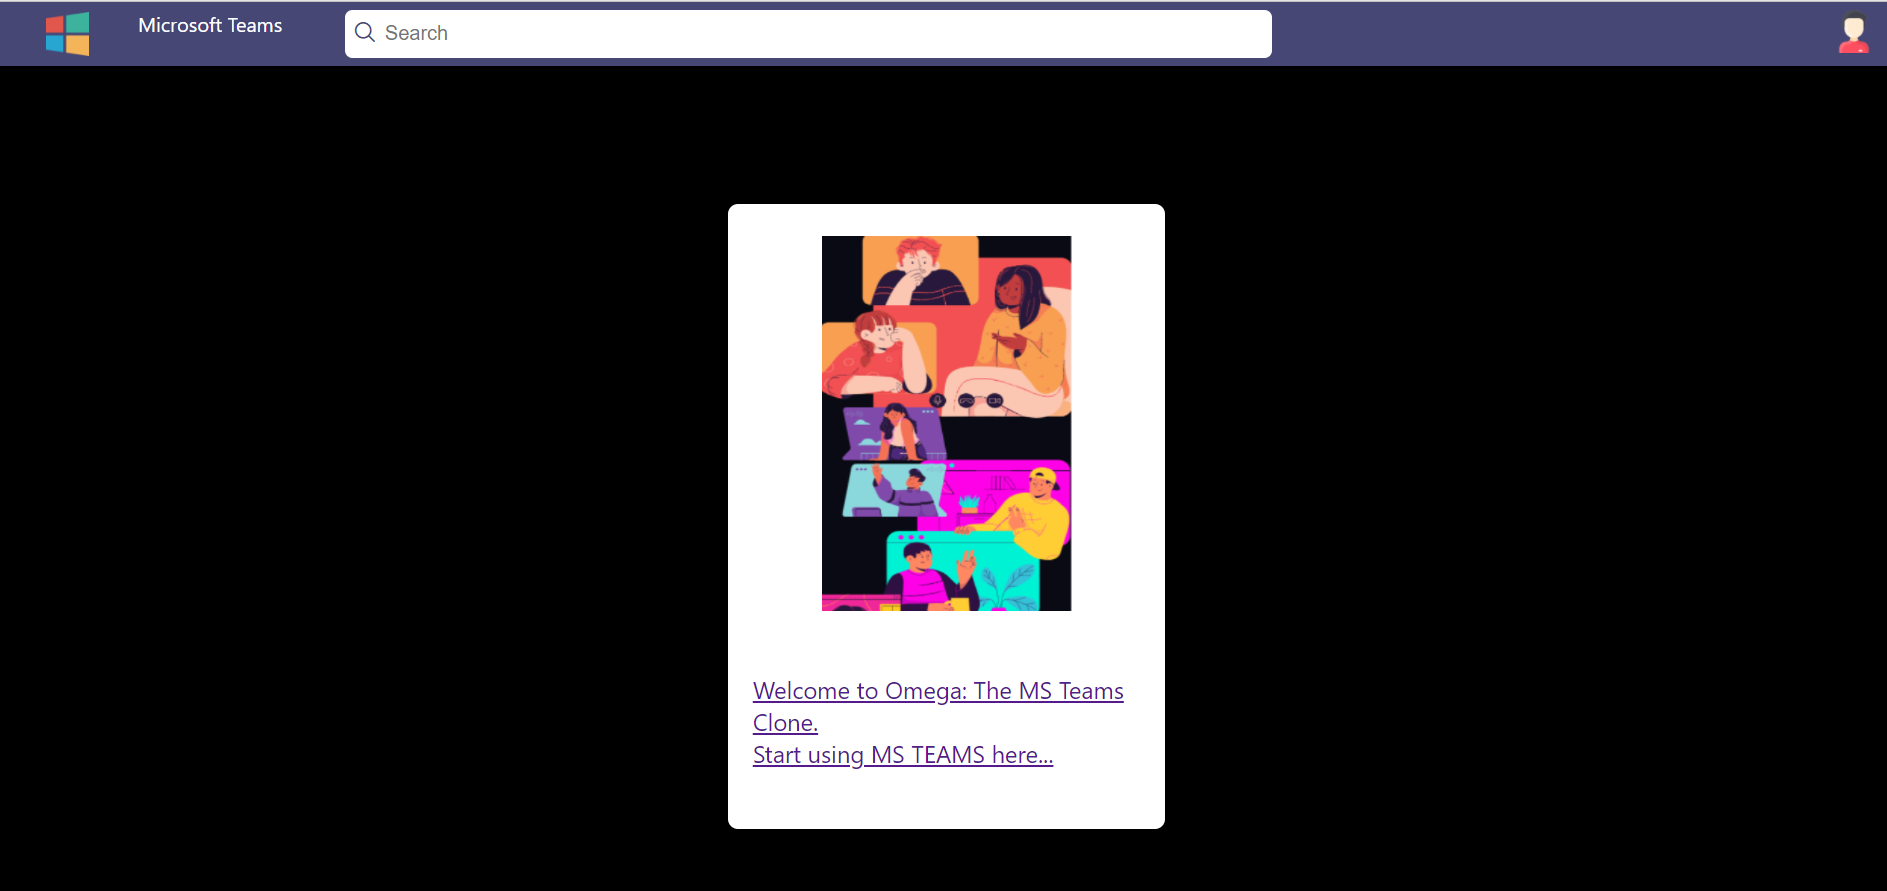 Microsoft Teams
Search
Welcome to Omega: The MS Teams
Clone.
Start using MS TEAMS here...